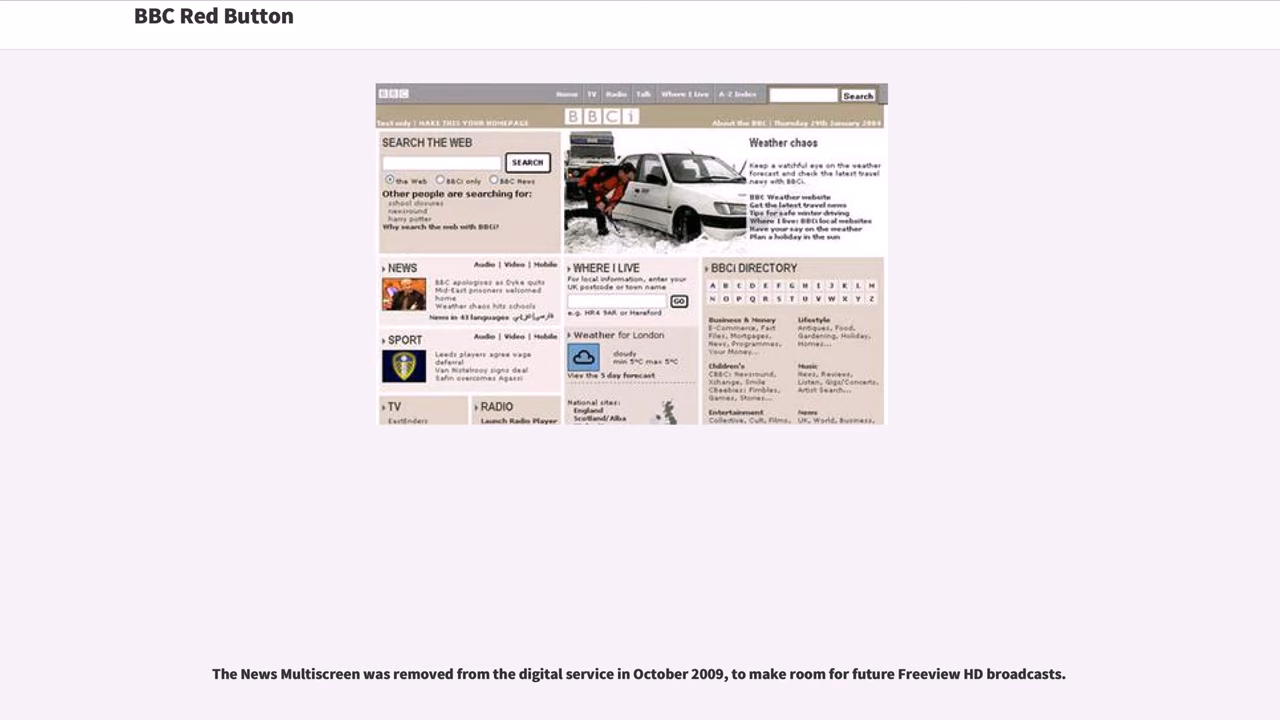 BBC Red Button
BBC
Home TV Radio Talk Where I Live A-Z Index Search
Text only | MAKE THIS YOUR HOMEPAGE
BBCi
About the BBC | Thursday 29th January 2004
SEARCH THE WEB
SEARCH
the Web BBCi only BBC News
Other people are searching for:
school closures
newsround
harry potter
Why search the web with BBCi?
Weather chaos
Keep a watchful eye on the weather
forecast and check the latest travel
news with BBCi.
BBC Weather website
Get the latest travel news
Tips for safe winter driving
Where I live: BBCi local websites
Have your say on the weather
Plan a holiday in the sun
NEWS
Audio | Video | Mobile
BBC apologises as Dyke quits
Mid-East prisoners welcomed
home
Weather chaos hits schools
News in 43 languages
SPORT
Audio | Video | Mobile
Leeds players agree wage
deferral
Van Nistelrooy signs deal
Safin overcomes Agassi
TV
EastEnders
RADIO
Launch Radio Player
WHERE I LIVE
For local information, enter your
UK postcode or town name
GO
e.g. HR4 9AR or Hereford
Weather for London
cloudy
min 5°C max 5°C
View the 5 day forecast
National sites:
England
Scotland/Alba
BBCi DIRECTORY
A B C D E F G H I J K L M
N O P Q R S T U V W X Y Z
Business & Money
E-Commerce, Fact
Files, Mortgages,
News, Programmes,
Your Money...
Lifestyle
Antiques, Food,
Gardening, Holiday,
Homes...
Children's
CBBC: Newsround,
Xchange, Smile
CBeebies: Fimbles,
Games, Stories...
Music
News, Reviews,
Listen, Gigs/Concerts,
Artist Search...
Entertainment
Collective, Cult, Films,
News
UK, World, Business,
The News Multiscreen was removed from the digital service in October 2009, to make room for future Freeview HD broadcasts.